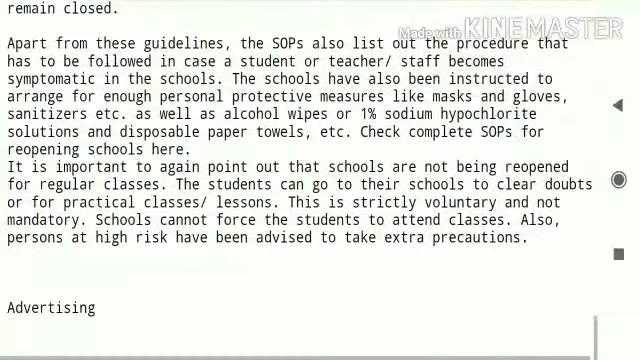 remain closed.
Made with KINEMASTER
Apart from these guidelines, the SOPs also list out the procedure that
has to be followed in case a student or teacher/ staff becomes
symptomatic in the schools. The schools have also been instructed to
arrange for enough personal protective measures like masks and gloves,
sanitizers etc. as well as alcohol wipes or 1% sodium hypochlorite
solutions and disposable paper towels, etc. Check complete SOPs for
reopening schools here.
It is important to again point out that schools are not being reopened
for regular classes. The students can go to their schools to clear doubts
or for practical classes/ lessons. This is strictly voluntary and not
mandatory. Schools cannot force the students to attend classes. Also,
persons at high risk have been advised to take extra precautions.
Advertising